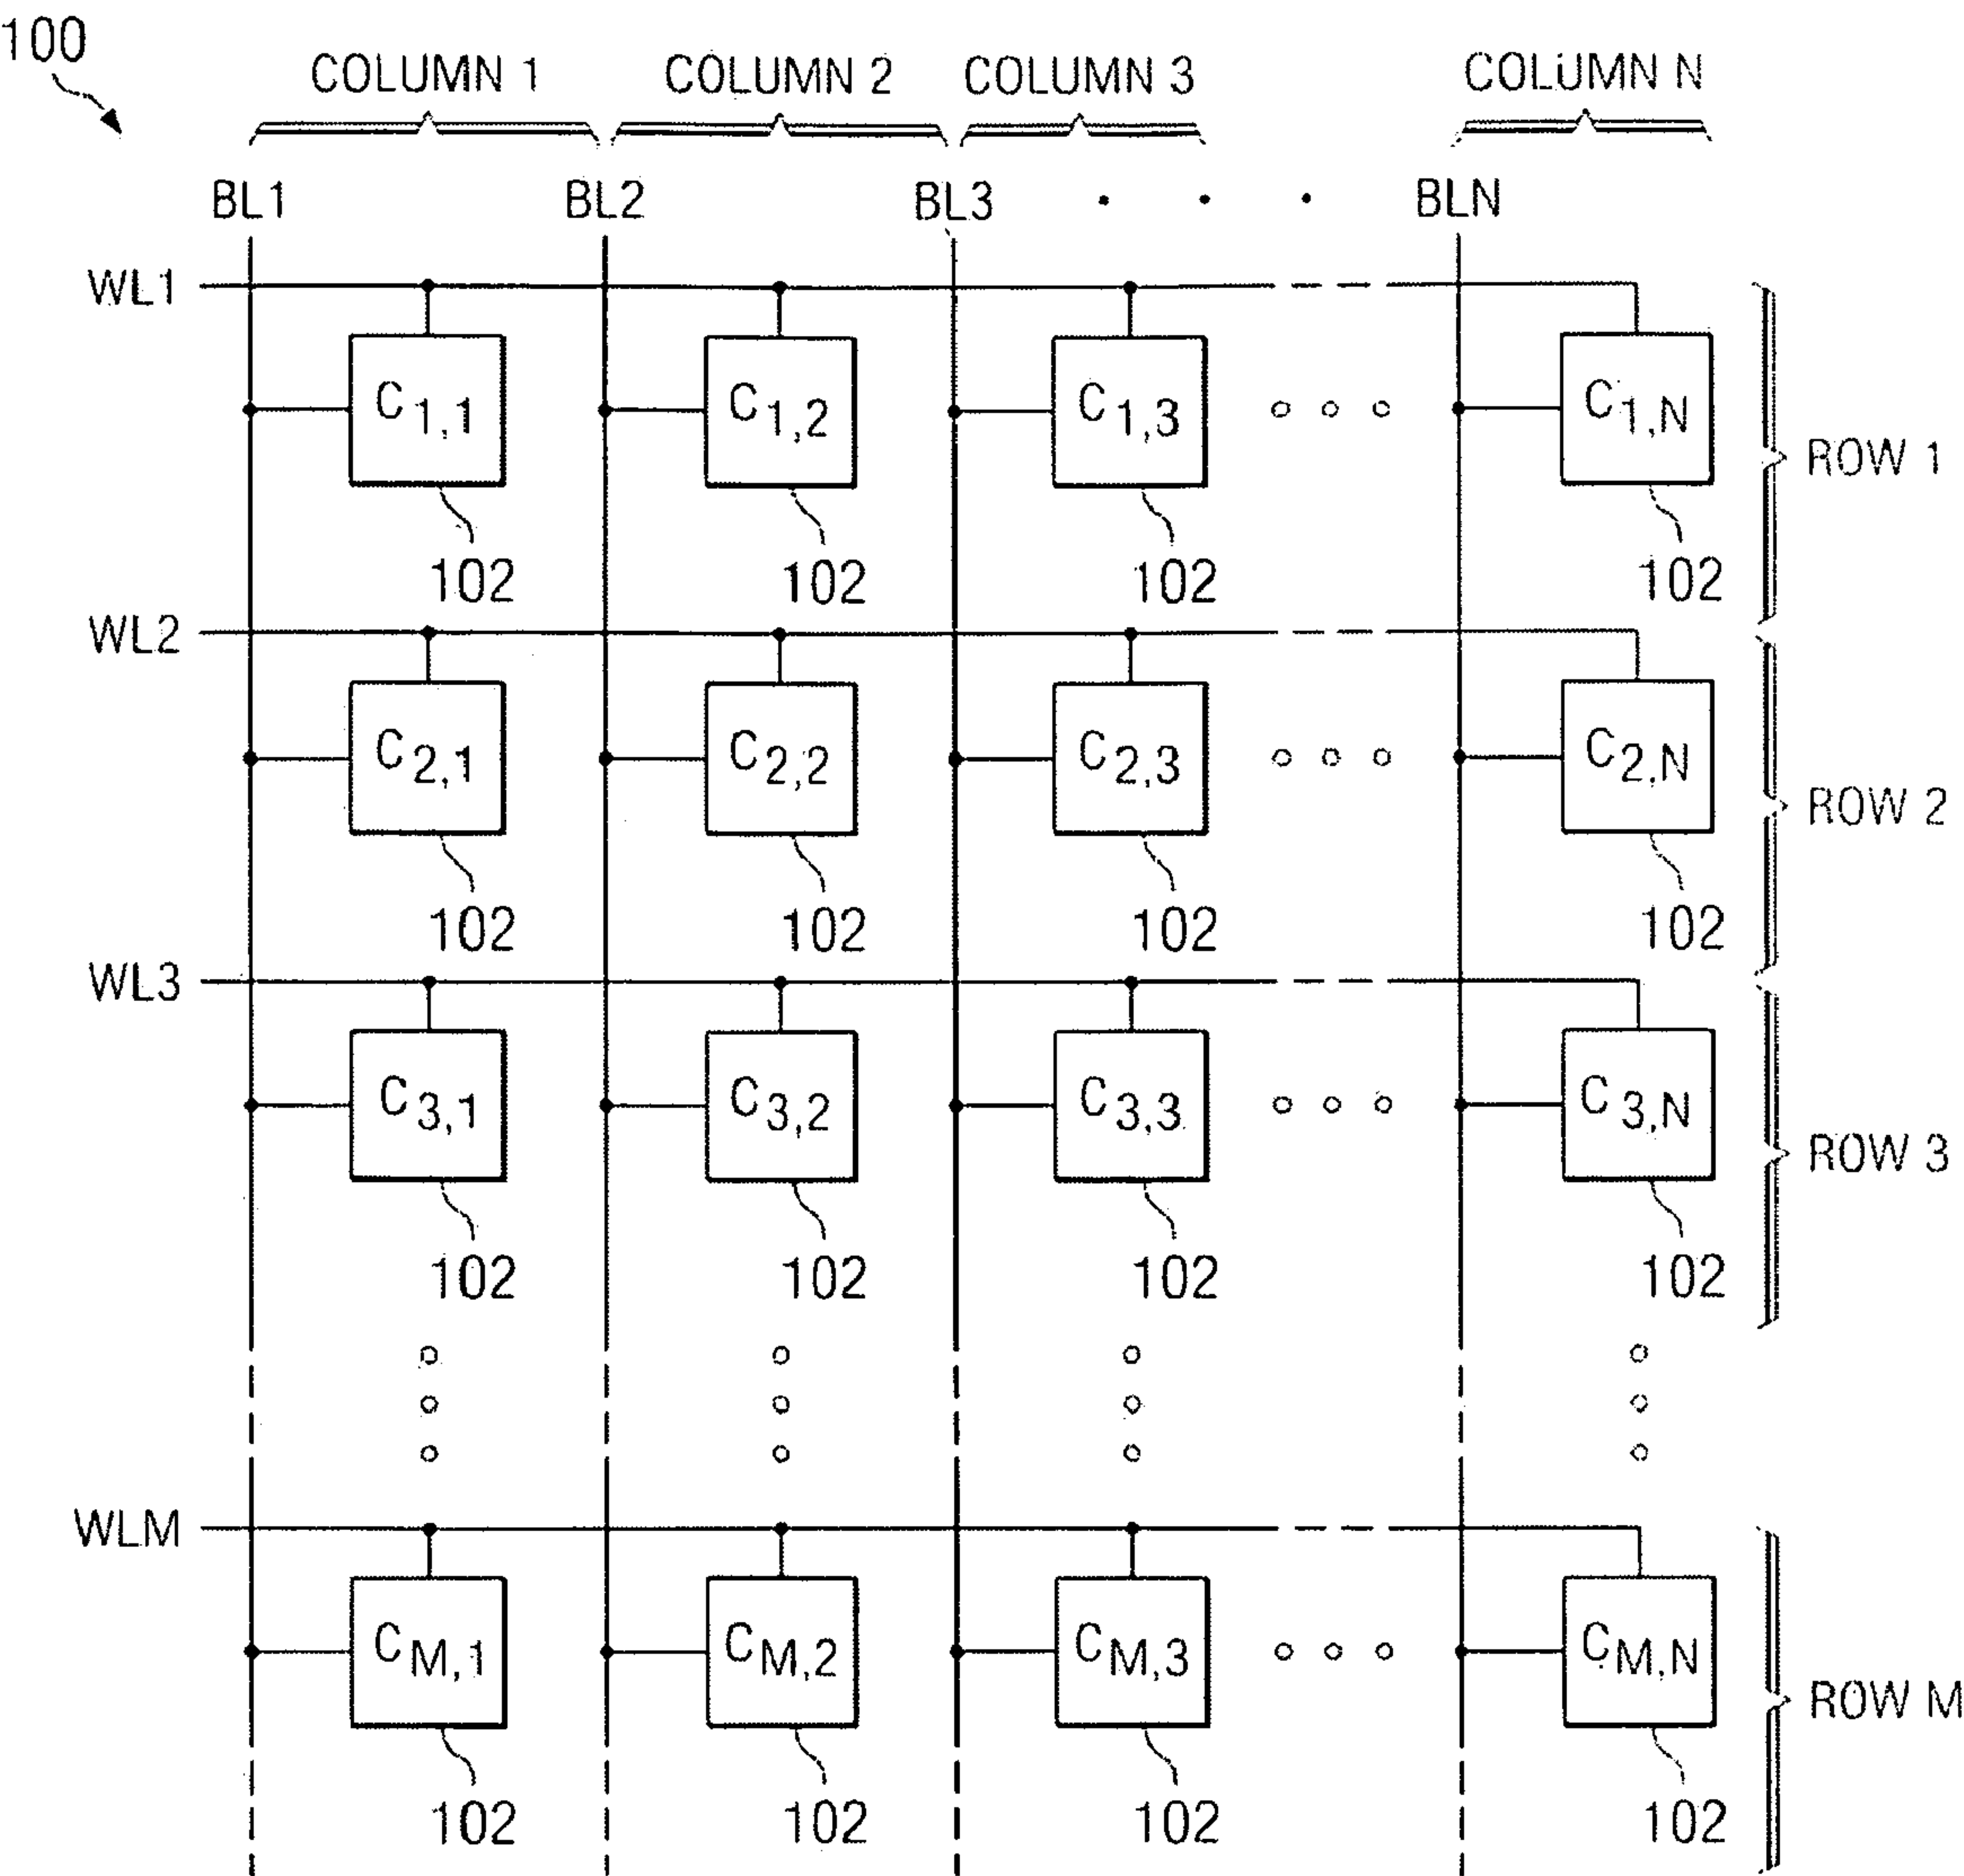 100
COLUMN 1 COLUMN 2 COLUMN 3 COLUMN N
BL1 BL2 BL3 . . . BLN
WL1
C1,1 C1,2 C1,3 C1,N
ROW 1
102 102 102 102
WL2
C2,1 C2,2 C2,3 C2,N
ROW 2
102 102 102 102
WL3
C3,1 C3,2 C3,3 C3,N
ROW 3
102 102 102 102
WLM
CM,1 CM,2 CM,3 CM,N
ROW M
102 102 102 102